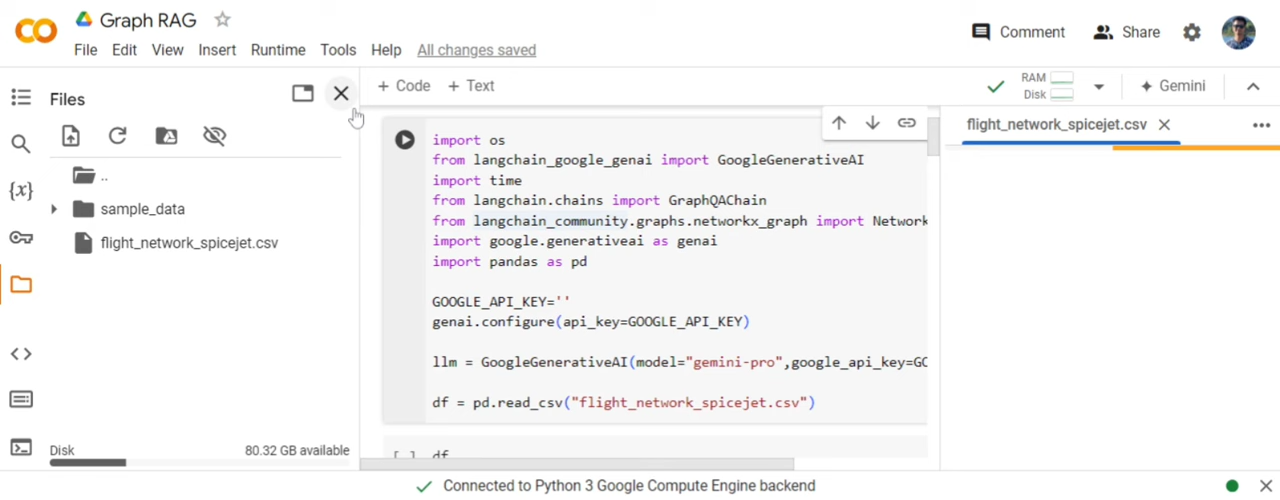 Graph RAG
File Edit View Insert Runtime Tools Help All changes saved
Comment
Share
Files
+ Code + Text
RAM
Disk
Gemini
..
sample_data
flight_network_spicejet.csv
Disk
80.32 GB available
import os
from langchain_google_genai import GoogleGenerativeAI
import time
from langchain.chains import GraphQAChain
from langchain_community.graphs.networkx_graph import Network
import google.generativeai as genai
import pandas as pd
GOOGLE_API_KEY=''
genai.configure(api_key=GOOGLE_API_KEY)
llm = GoogleGenerativeAI(model="gemini-pro",google_api_key=GO
df = pd.read_csv("flight_network_spicejet.csv")
[ ] df
flight_network_spicejet.csv
Connected to Python 3 Google Compute Engine backend